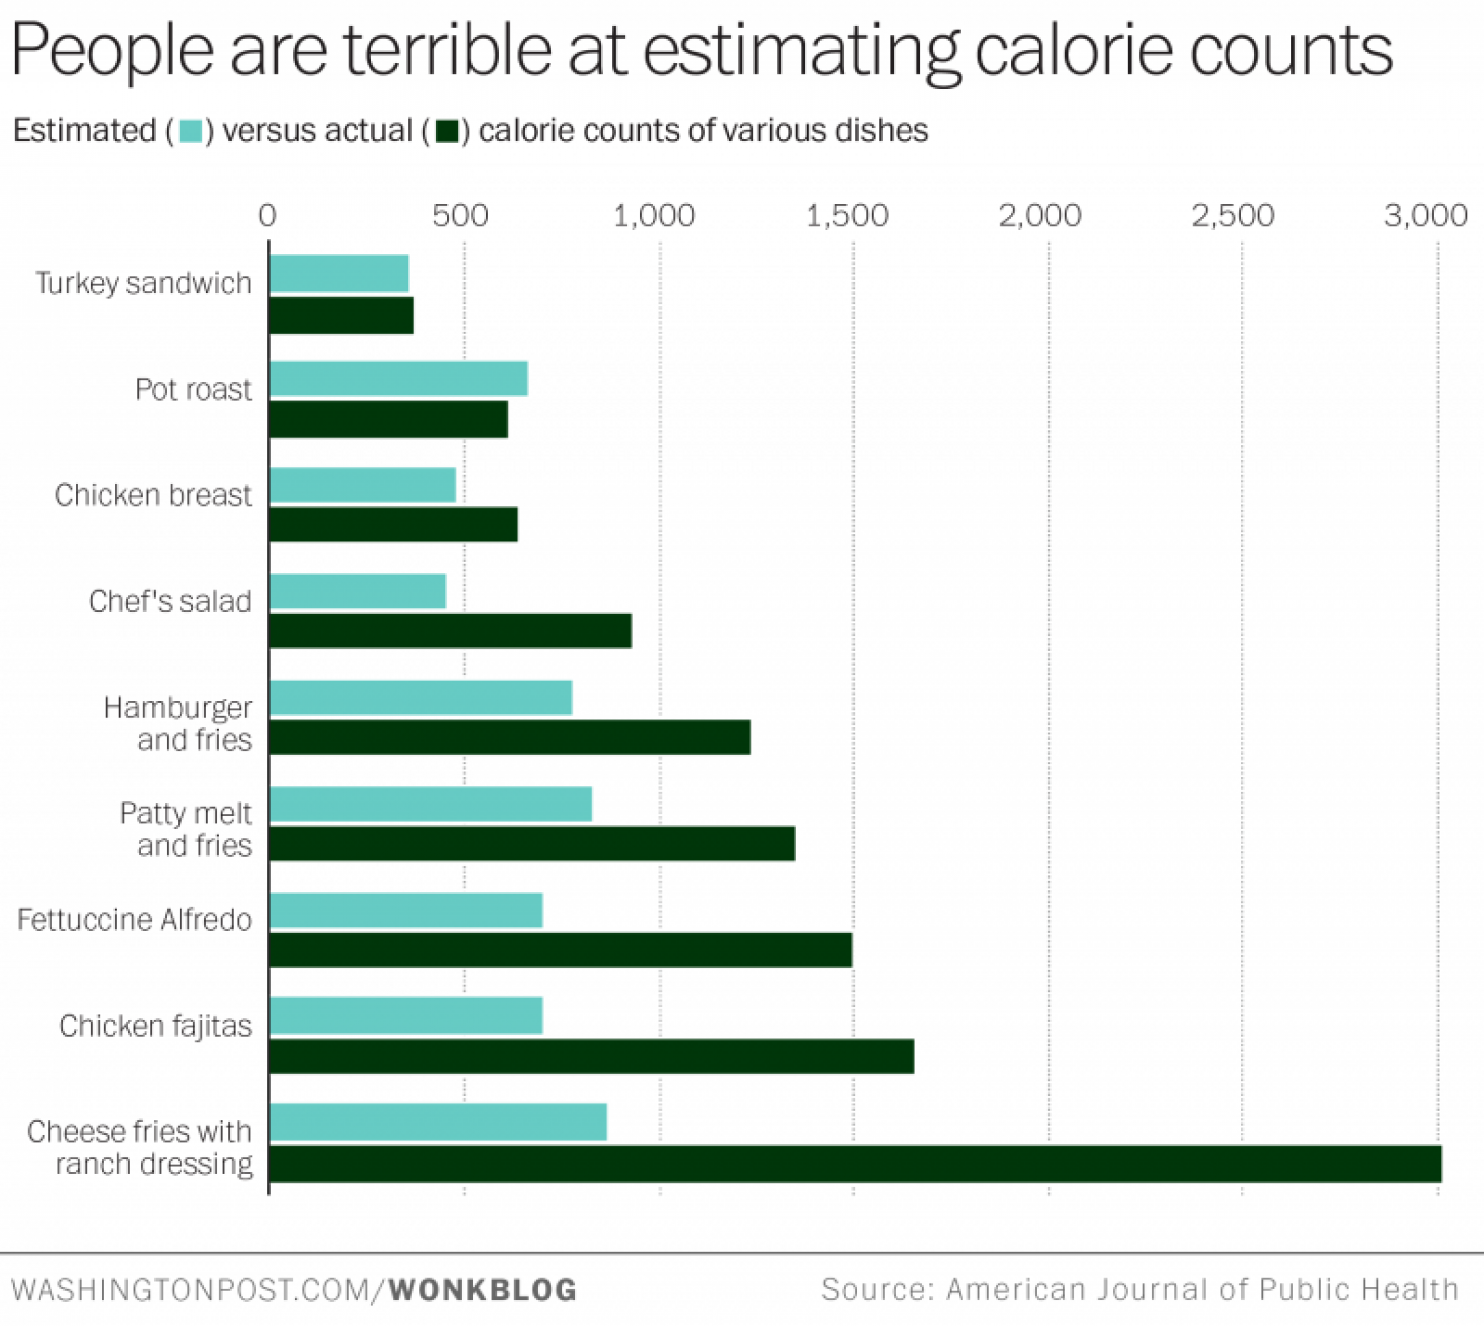 People are terrible at estimating calorie counts
Estimated ( ) versus actual ( ) calorie counts of various dishes
0 500 1,000 1,500 2,000 2,500 3,000
Turkey sandwich
Pot roast
Chicken breast
Chef's salad
Hamburger
and fries
Patty melt
and fries
Fettuccine Alfredo
Chicken fajitas
Cheese fries with
ranch dressing
WASHINGTONPOST.COM/WONKBLOG Source: American Journal of Public Health